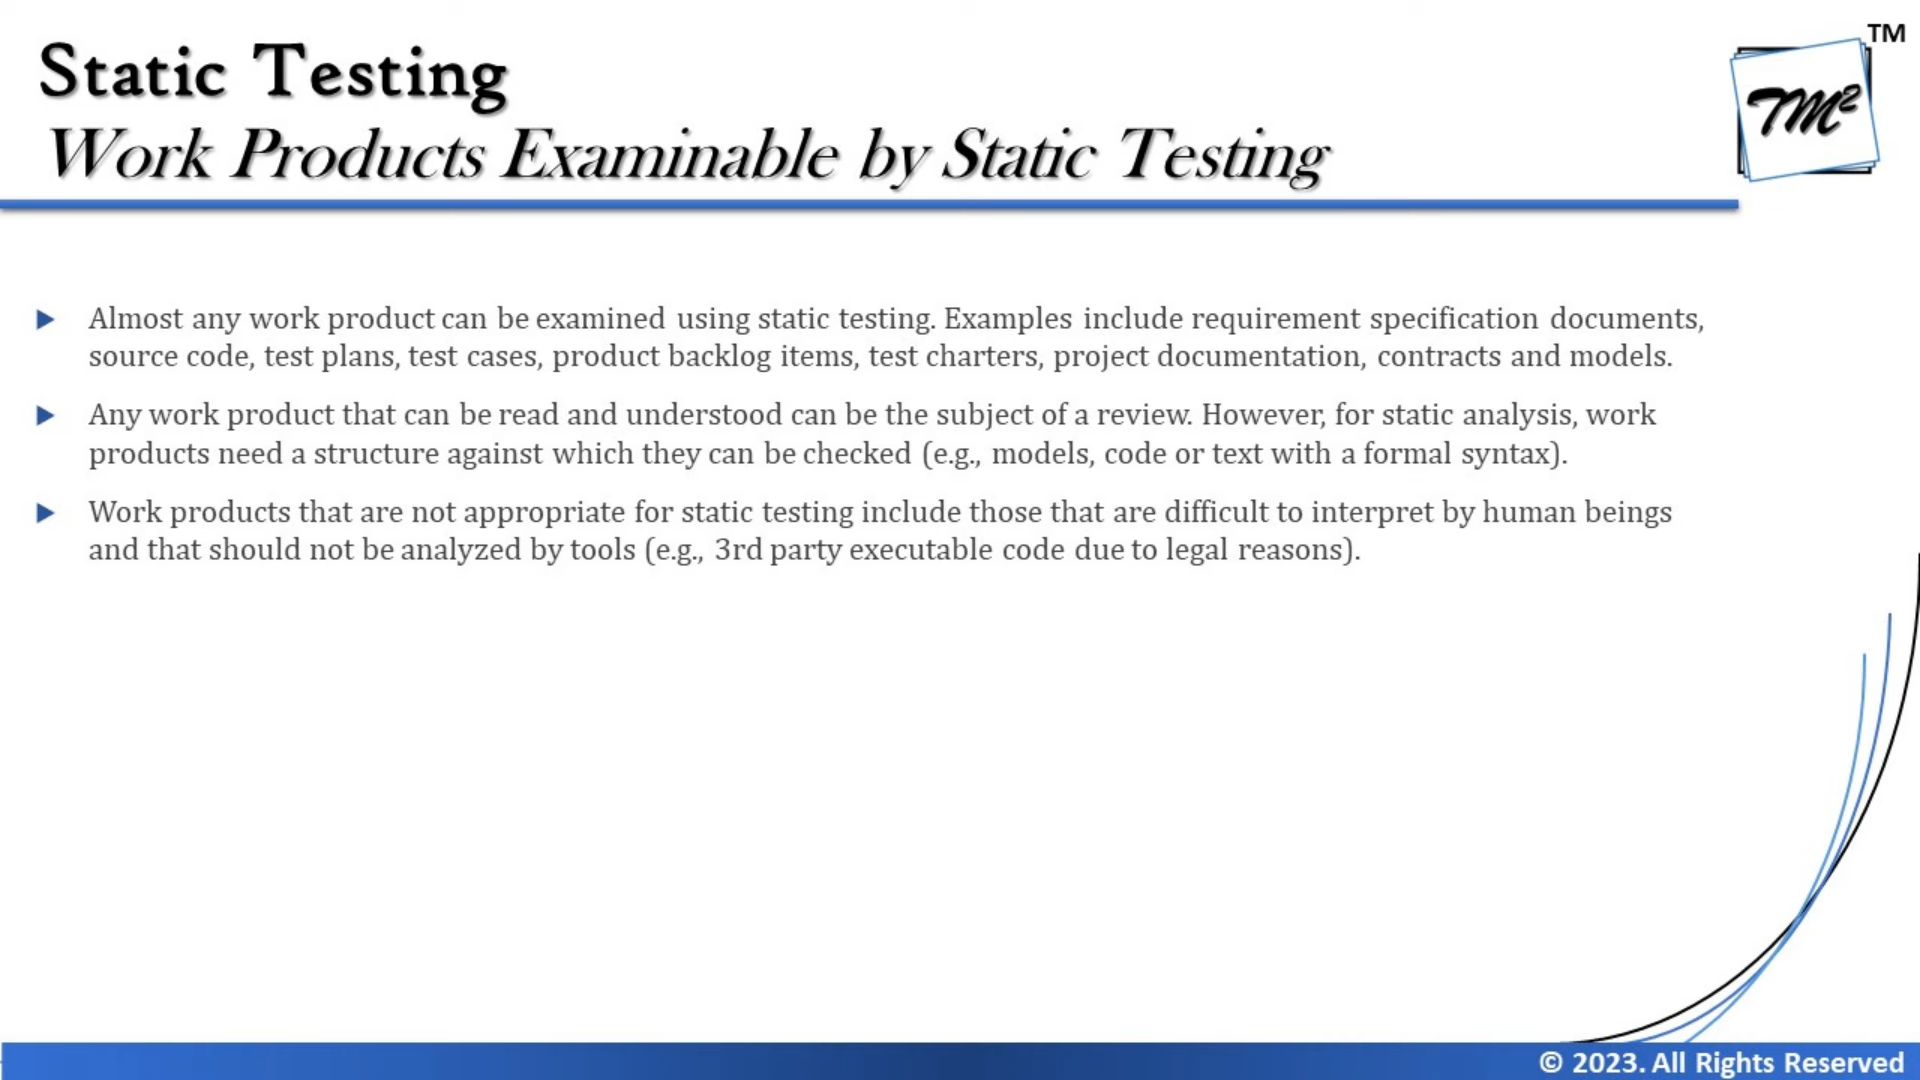 Static Testing
TM
Work Products Examinable by Static Testing
TM²
Almost any work product can be examined using static testing. Examples include requirement specification documents,
source code, test plans, test cases, product backlog items, test charters, project documentation, contracts and models.
Any work product that can be read and understood can be the subject of a review. However, for static analysis, work
products need a structure against which they can be checked (e.g., models, code or text with a formal syntax).
Work products that are not appropriate for static testing include those that are difficult to interpret by human beings
and that should not be analyzed by tools (e.g., 3rd party executable code due to legal reasons).
© 2023. All Rights Reserved